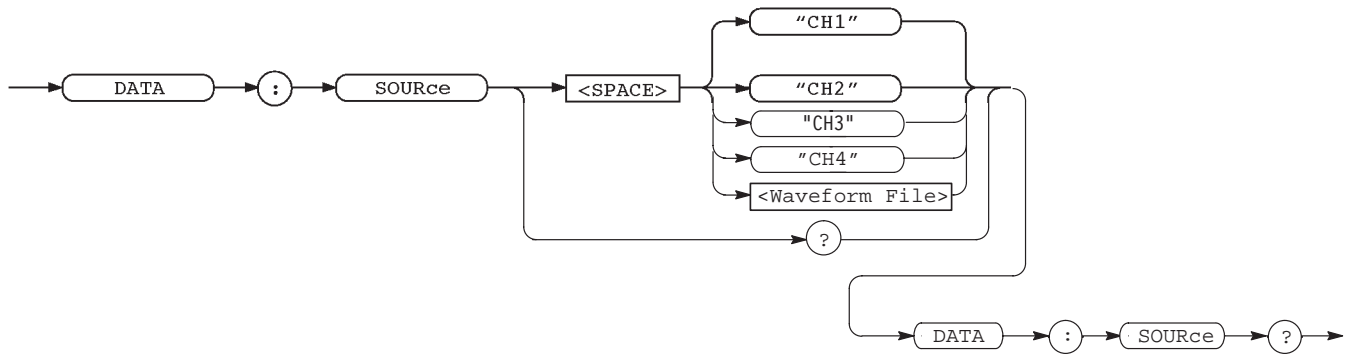 “CH1”
DATA : SOURce <SPACE> “CH2”
"CH3"
”CH4”
<Waveform File>
?
DATA : SOURce ?